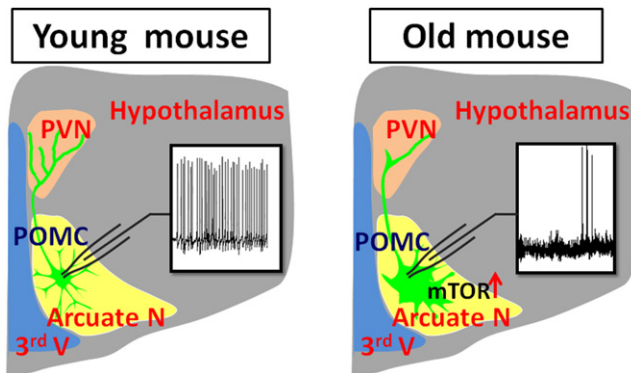 Young mouse
Hypothalamus
PVN
POMC
Arcuate N
3rd V
Old mouse
Hypothalamus
PVN
POMC
mTOR↑
Arcuate N
3rd V